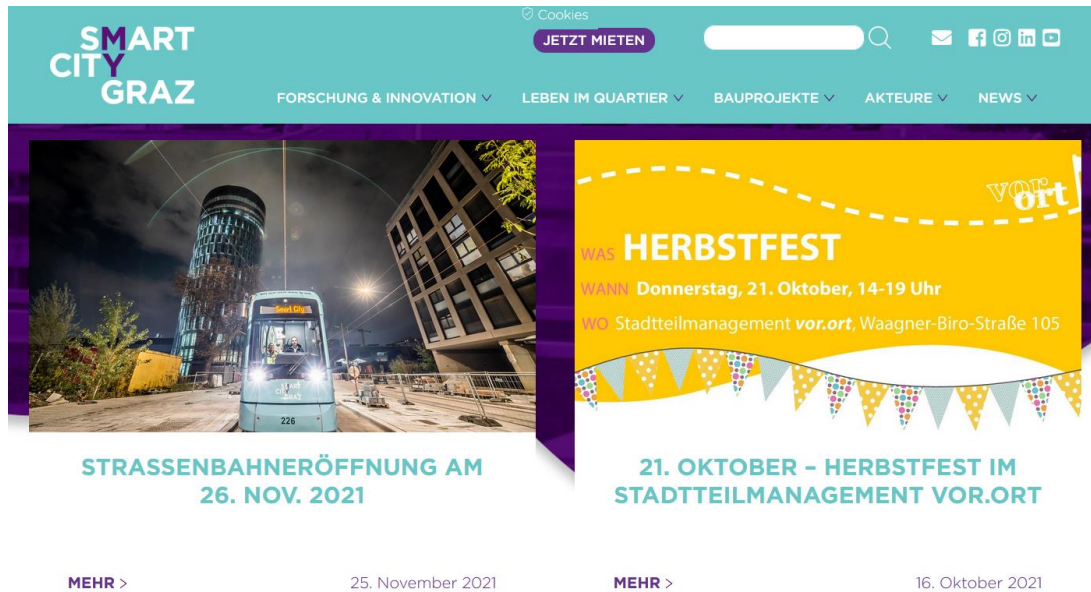 Cookies
JETZT MIETEN
SMART
CITY
GRAZ
FORSCHUNG & INNOVATION
LEBEN IM QUARTIER
BAUPROJEKTE
AKTEURE
NEWS
Smart City
SMART
CITY
GRAZ
226
vor
ort
WAS HERBSTFEST
WANN Donnerstag, 21. Oktober, 14-19 Uhr
WO Stadtteilmanagement vor.ort, Waagner-Biro-Straße 105
STRASSENBAHNERÖFFNUNG AM
26. NOV. 2021
MEHR >
25. November 2021
21. OKTOBER – HERBSTFEST IM
STADTTEILMANAGEMENT VOR.ORT
MEHR >
16. Oktober 2021